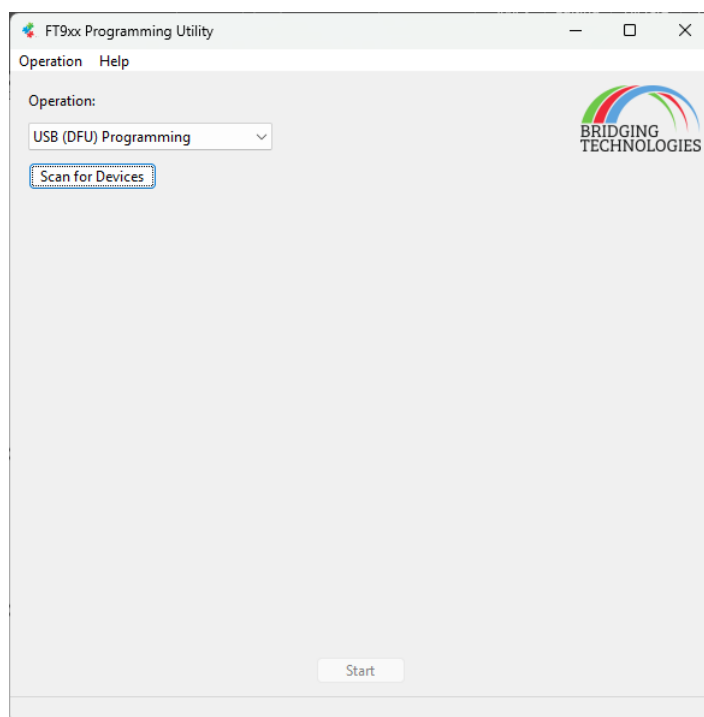 FT9xx Programming Utility
Operation Help
Operation:
USB (DFU) Programming
BRIDGING
TECHNOLOGIES
Scan for Devices
Start